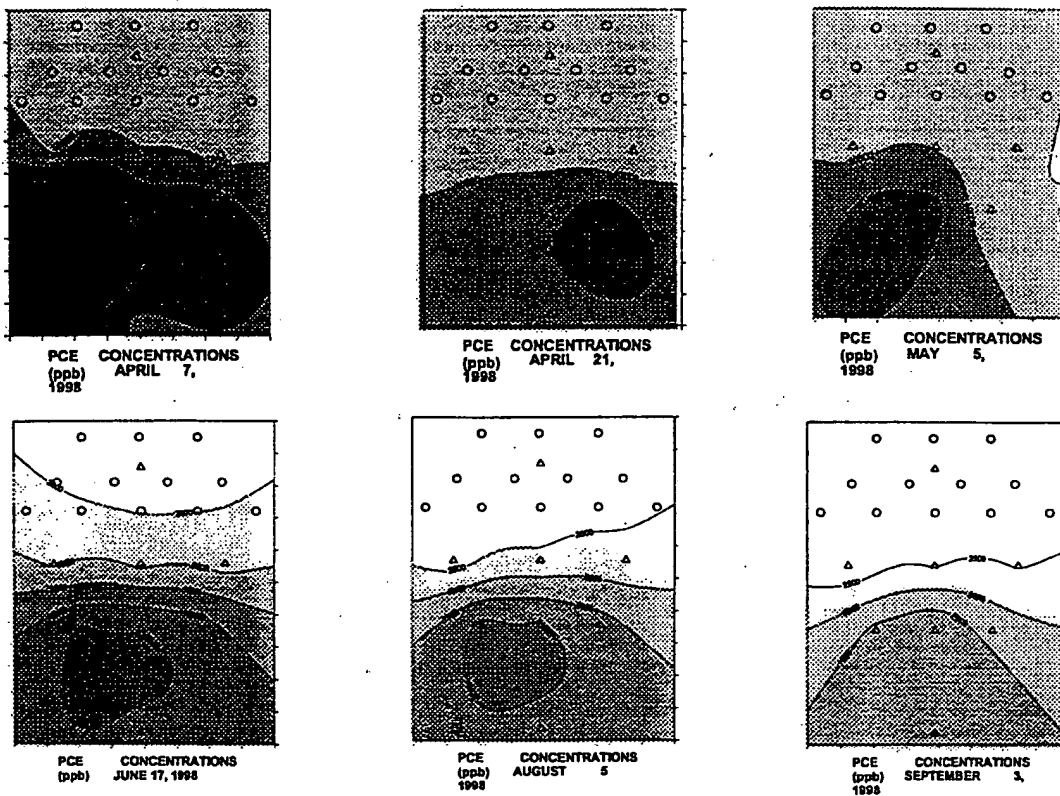 PCE CONCENTRATIONS
(ppb) APRIL 7,
1998
PCE CONCENTRATIONS
(ppb) APRIL 21,
1998
PCE CONCENTRATIONS
(ppb) MAY 5,
1998
PCE CONCENTRATIONS
(ppb) JUNE 17, 1998
PCE CONCENTRATIONS
(ppb) AUGUST 5
1998
PCE CONCENTRATIONS
(ppb) SEPTEMBER 3,
1998